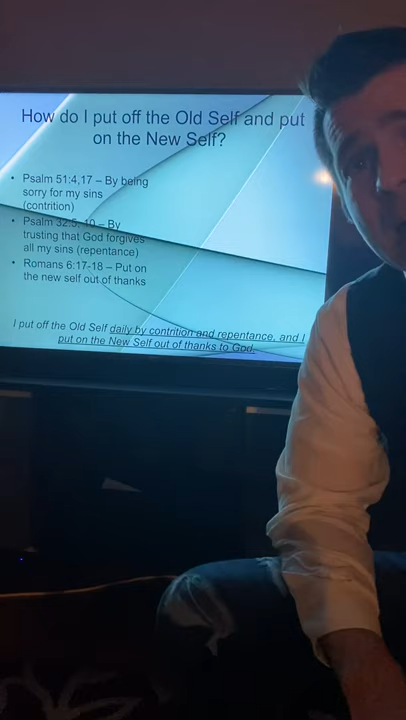 How do I put off the Old Self and put
on the New Self?
• Psalm 51:4,17 – By being
sorry for my sins
(contrition)
• Psalm 32:5, 10 – By
trusting that God forgives
all my sins (repentance)
• Romans 6:17-18 – Put on
the new self out of thanks
I put off the Old Self daily by contrition and repentance, and I
put on the New Self out of thanks to God.